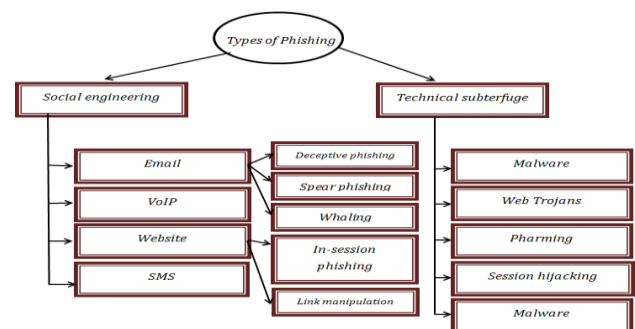 Types of Phishing
Social engineering
Technical subterfuge
Email
VoIP
Website
SMS
Deceptive phishing
Spear phishing
Whaling
In-session
phishing
Link manipulation
Malware
Web Trojans
Pharming
Session hijacking
Malware